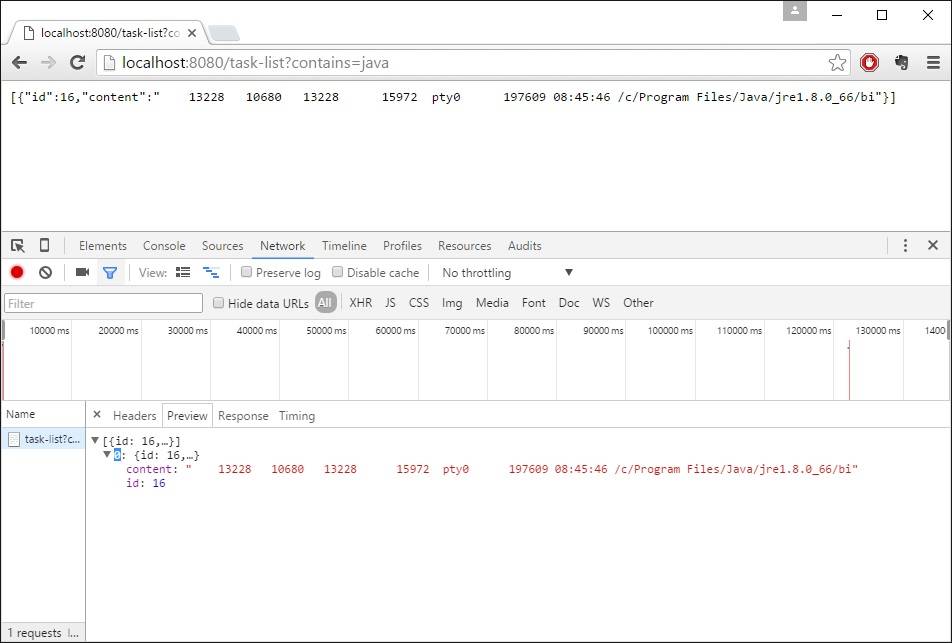 localhost:8080/task-list?co
localhost:8080/task-list?contains=java
[{"id":16,"content":"    13228   10680   13228      15972  pty0      197609 08:45:46 /c/Program Files/Java/jre1.8.0_66/bi"}]
Elements Console Sources Network Timeline Profiles Resources Audits
View: Preserve log Disable cache No throttling
Filter Hide data URLs All XHR JS CSS Img Media Font Doc WS Other
10000 ms 20000 ms 30000 ms 40000 ms 50000 ms 60000 ms 70000 ms 80000 ms 90000 ms 100000 ms 110000 ms 120000 ms 130000 ms 1400
Name Headers Preview Response Timing
task-list?c... [{id: 16,…}]
0: {id: 16,…}
content: "    13228   10680   13228      15972  pty0      197609 08:45:46 /c/Program Files/Java/jre1.8.0_66/bi"
id: 16
1 requests I...